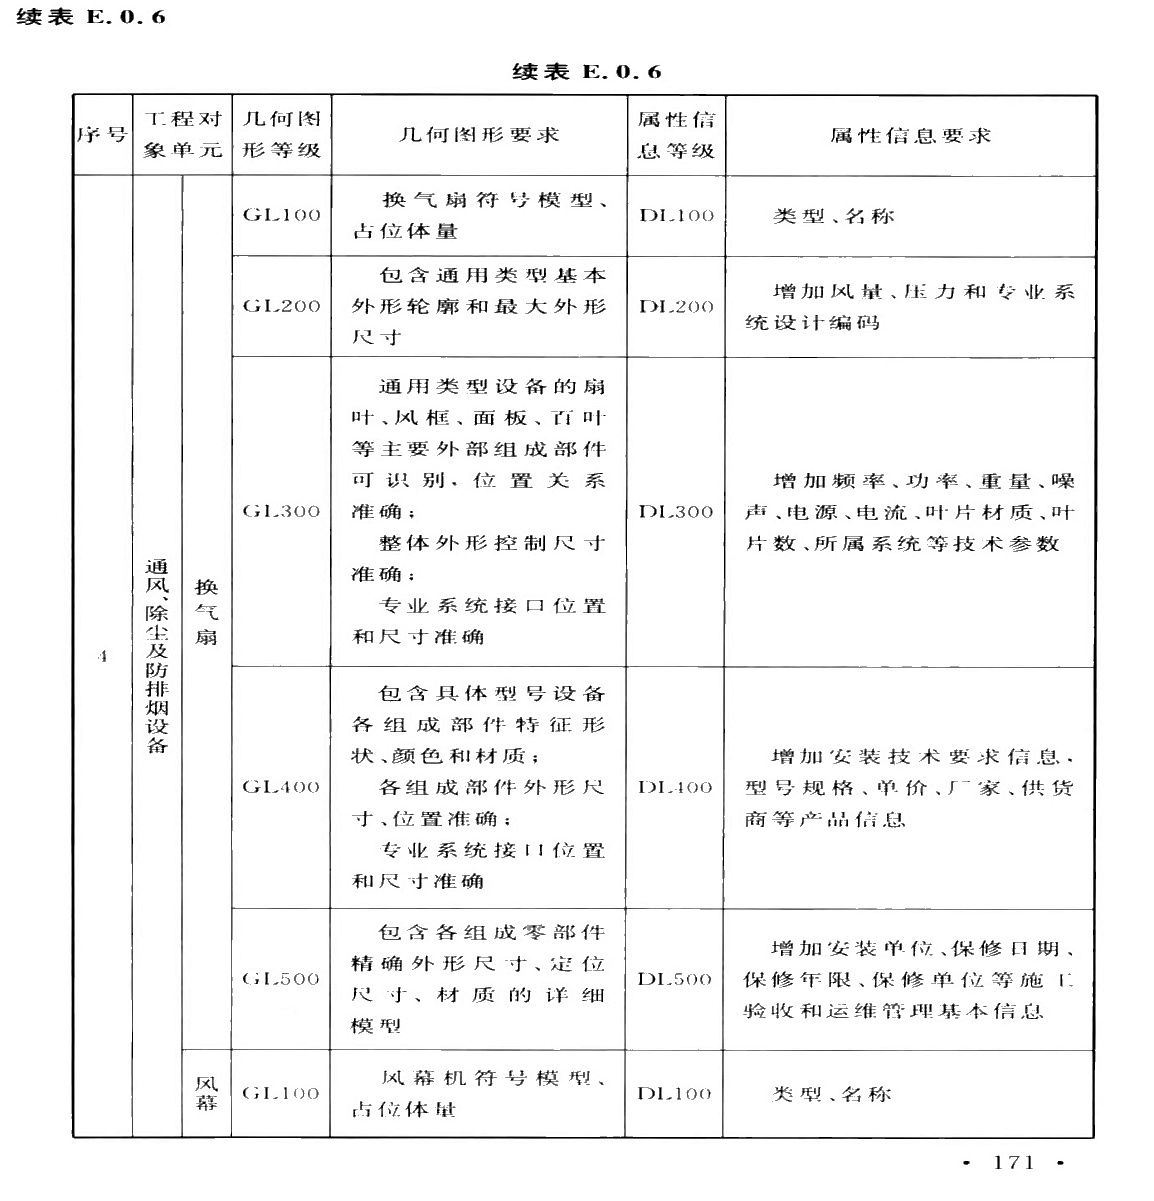 续表 E.0.6
续表 E.0.6
序号
工程对
象单元
几何图
形等级
几何图形要求
属性信
息等级
属性信息要求
4
通风、除尘及防排烟设备
换气扇
GL100
换气扇符号模型、
占位体量
DL100
类型、名称
GL200
包含通用类型基本
外形轮廓和最大外形
尺寸
DL200
增加风量、压力和专业系
统设计编码
GL300
通用类型设备的扇
叶、风框、面板、百叶
等主要外部组成部件
可识别，位置关系
准确；
整体外形控制尺寸
准确；
专业系统接口位置
和尺寸准确
DL300
增加频率、功率、重量、噪
声、电源、电流、叶片材质、叶
片数、所属系统等技术参数
GL400
包含具体型号设备
各组成部件特征形
状、颜色和材质；
各组成部件外形尺
寸、位置准确；
专业系统接口位置
和尺寸准确
DL400
增加安装技术要求信息，
型号规格、单价、厂家、供货
商等产品信息
GL500
包含各组成零部件
精确外形尺寸、定位
尺寸、材质的详细
模型
DL500
增加安装单位、保修日期、
保修年限、保修单位等施工
验收和运维管理基本信息
风幕
GL100
风幕机符号模型、
占位体量
DL100
类型、名称
· 171 ·